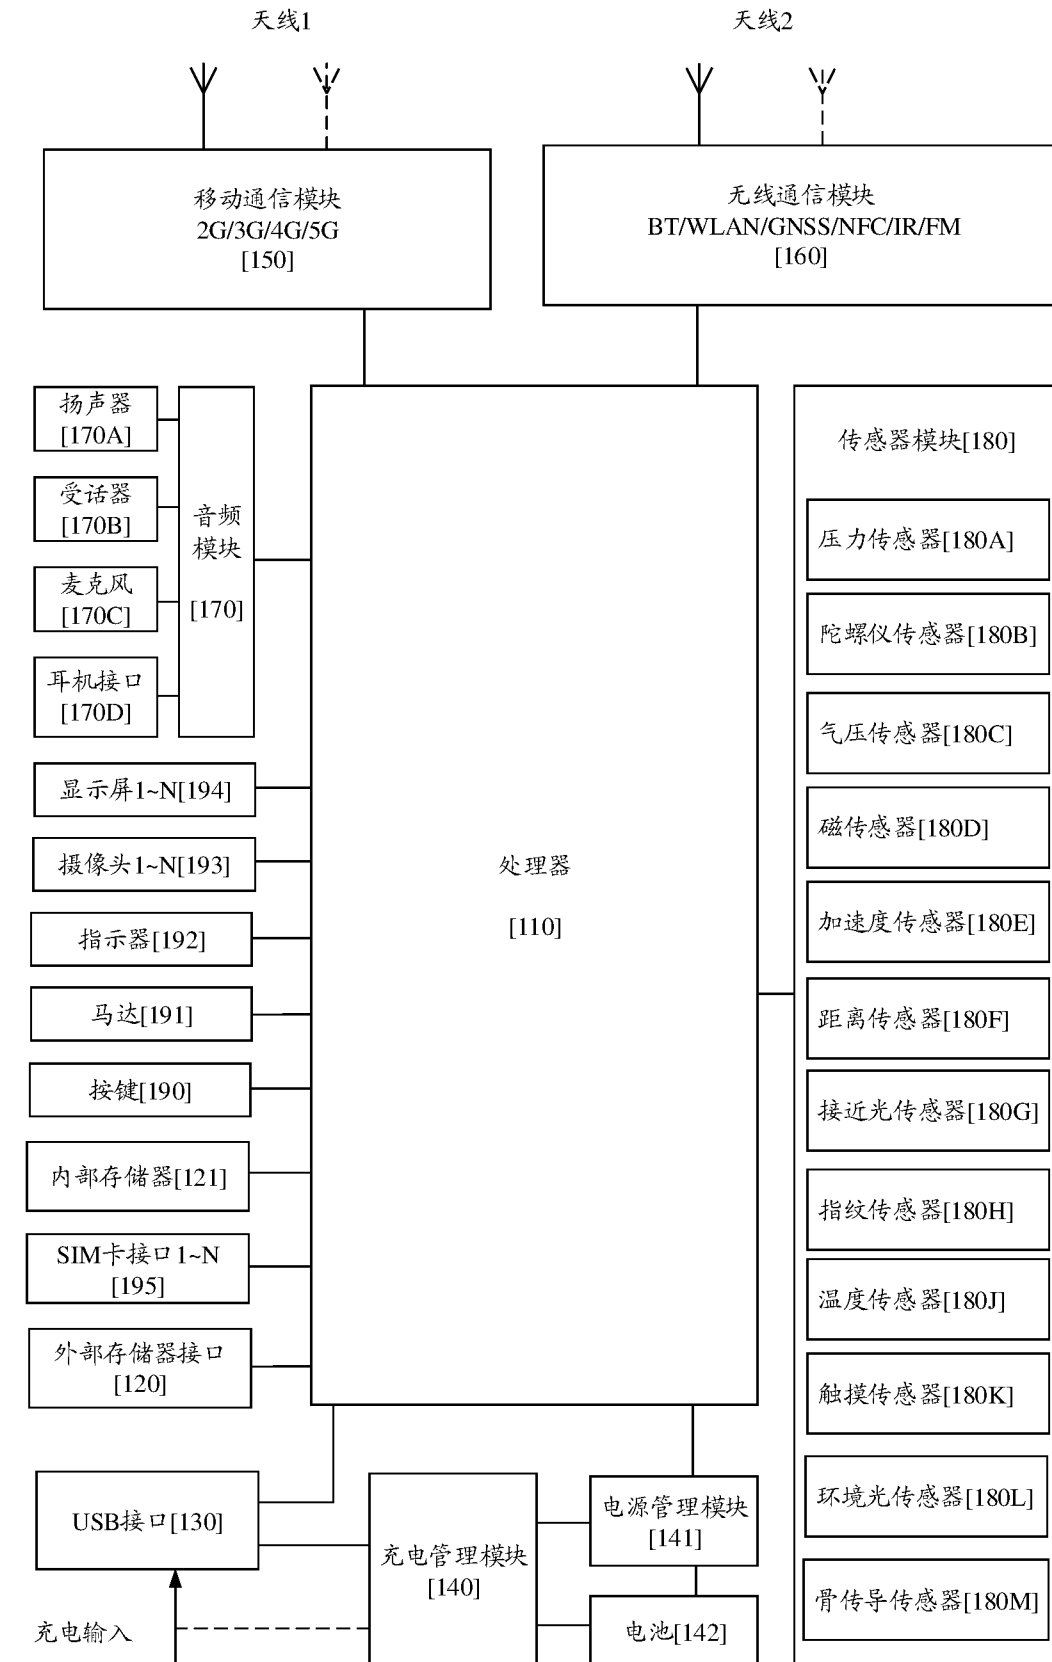 天线1
天线2
移动通信模块
2G/3G/4G/5G
[150]
无线通信模块
BT/WLAN/GNSS/NFC/IR/FM
[160]
扬声器
[170A]
受话器
[170B]
麦克风
[170C]
耳机接口
[170D]
音频
模块
[170]
显示屏1~N[194]
摄像头1~N[193]
指示器[192]
马达[191]
按键[190]
内部存储器[121]
SIM卡接口1~N
[195]
外部存储器接口
[120]
处理器
[110]
传感器模块[180]
压力传感器[180A]
陀螺仪传感器[180B]
气压传感器[180C]
磁传感器[180D]
加速度传感器[180E]
距离传感器[180F]
接近光传感器[180G]
指纹传感器[180H]
温度传感器[180J]
触摸传感器[180K]
环境光传感器[180L]
骨传导传感器[180M]
USB接口[130]
充电管理模块
[140]
电源管理模块
[141]
电池[142]
充电输入